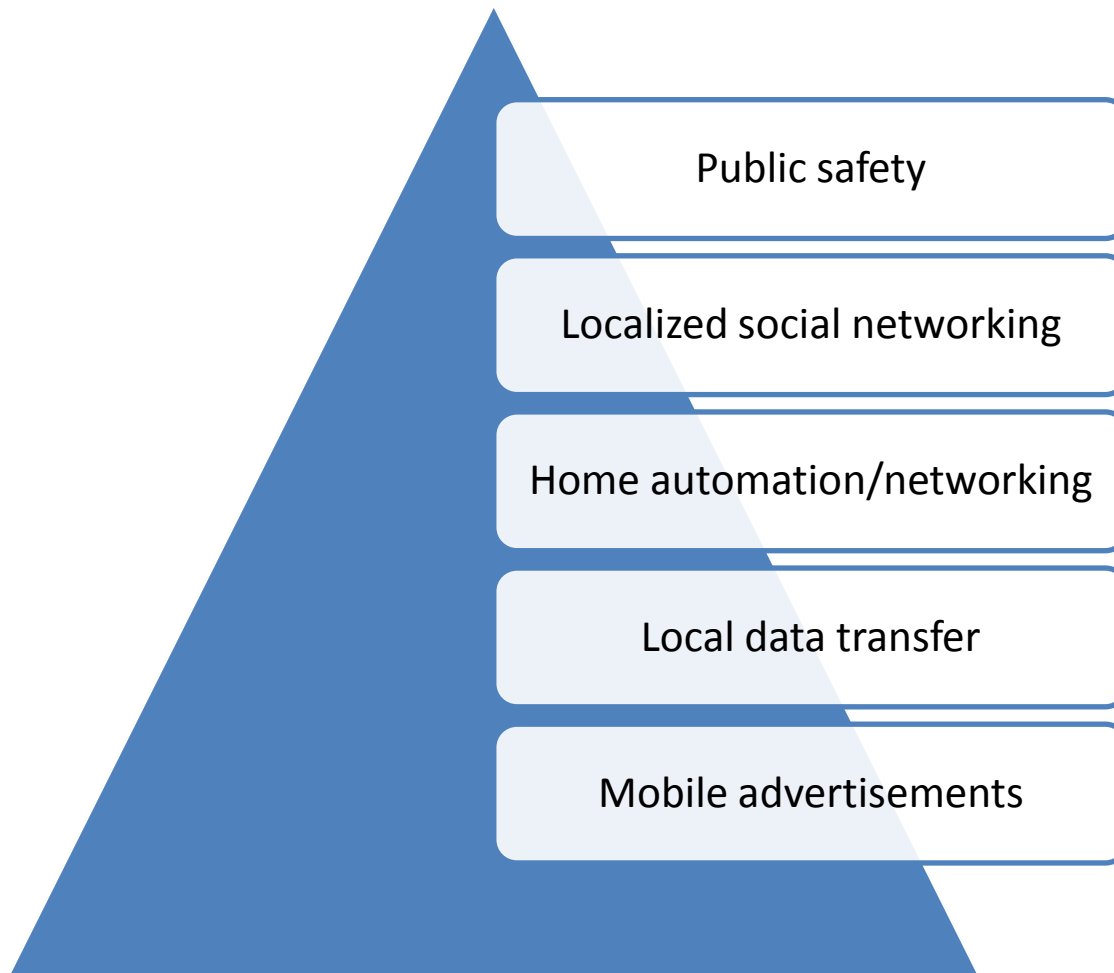 Public safety
Localized social networking
Home automation/networking
Local data transfer
Mobile advertisements